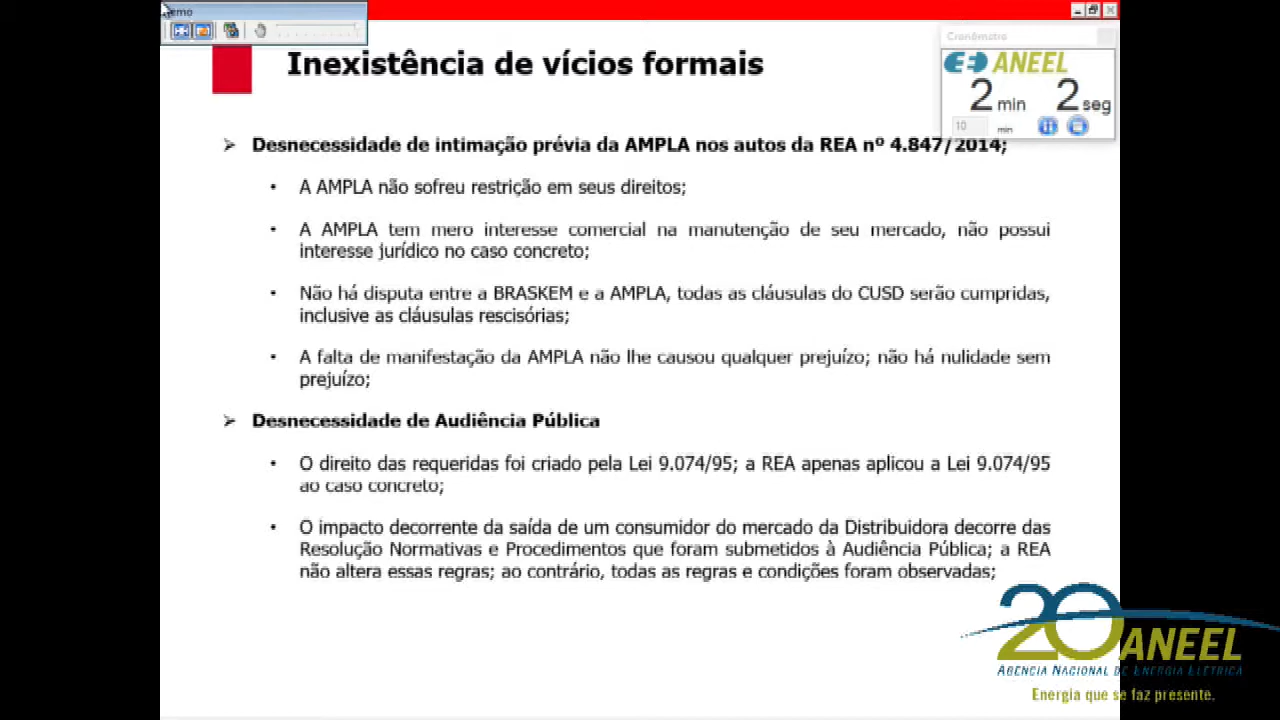 Cronômetro
ANEEL
2 min 2 seg
10 min
Inexistência de vícios formais
Desnecessidade de intimação prévia da AMPLA nos autos da REA nº 4.847/2014;
A AMPLA não sofreu restrição em seus direitos;
A AMPLA tem mero interesse comercial na manutenção de seu mercado, não possui
interesse jurídico no caso concreto;
Não há disputa entre a BRASKEM e a AMPLA, todas as cláusulas do CUSD serão cumpridas,
inclusive as cláusulas rescisórias;
A falta de manifestação da AMPLA não lhe causou qualquer prejuízo; não há nulidade sem
prejuízo;
Desnecessidade de Audiência Pública
O direito das requeridas foi criado pela Lei 9.074/95; a REA apenas aplicou a Lei 9.074/95
ao caso concreto;
O impacto decorrente da saída de um consumidor do mercado da Distribuidora decorre das
Resolução Normativas e Procedimentos que foram submetidos à Audiência Pública; a REA
não altera essas regras; ao contrário, todas as regras e condições foram observadas;
20 ANEEL
AGÊNCIA NACIONAL DE ENERGIA ELÉTRICA
Energia que se faz presente.